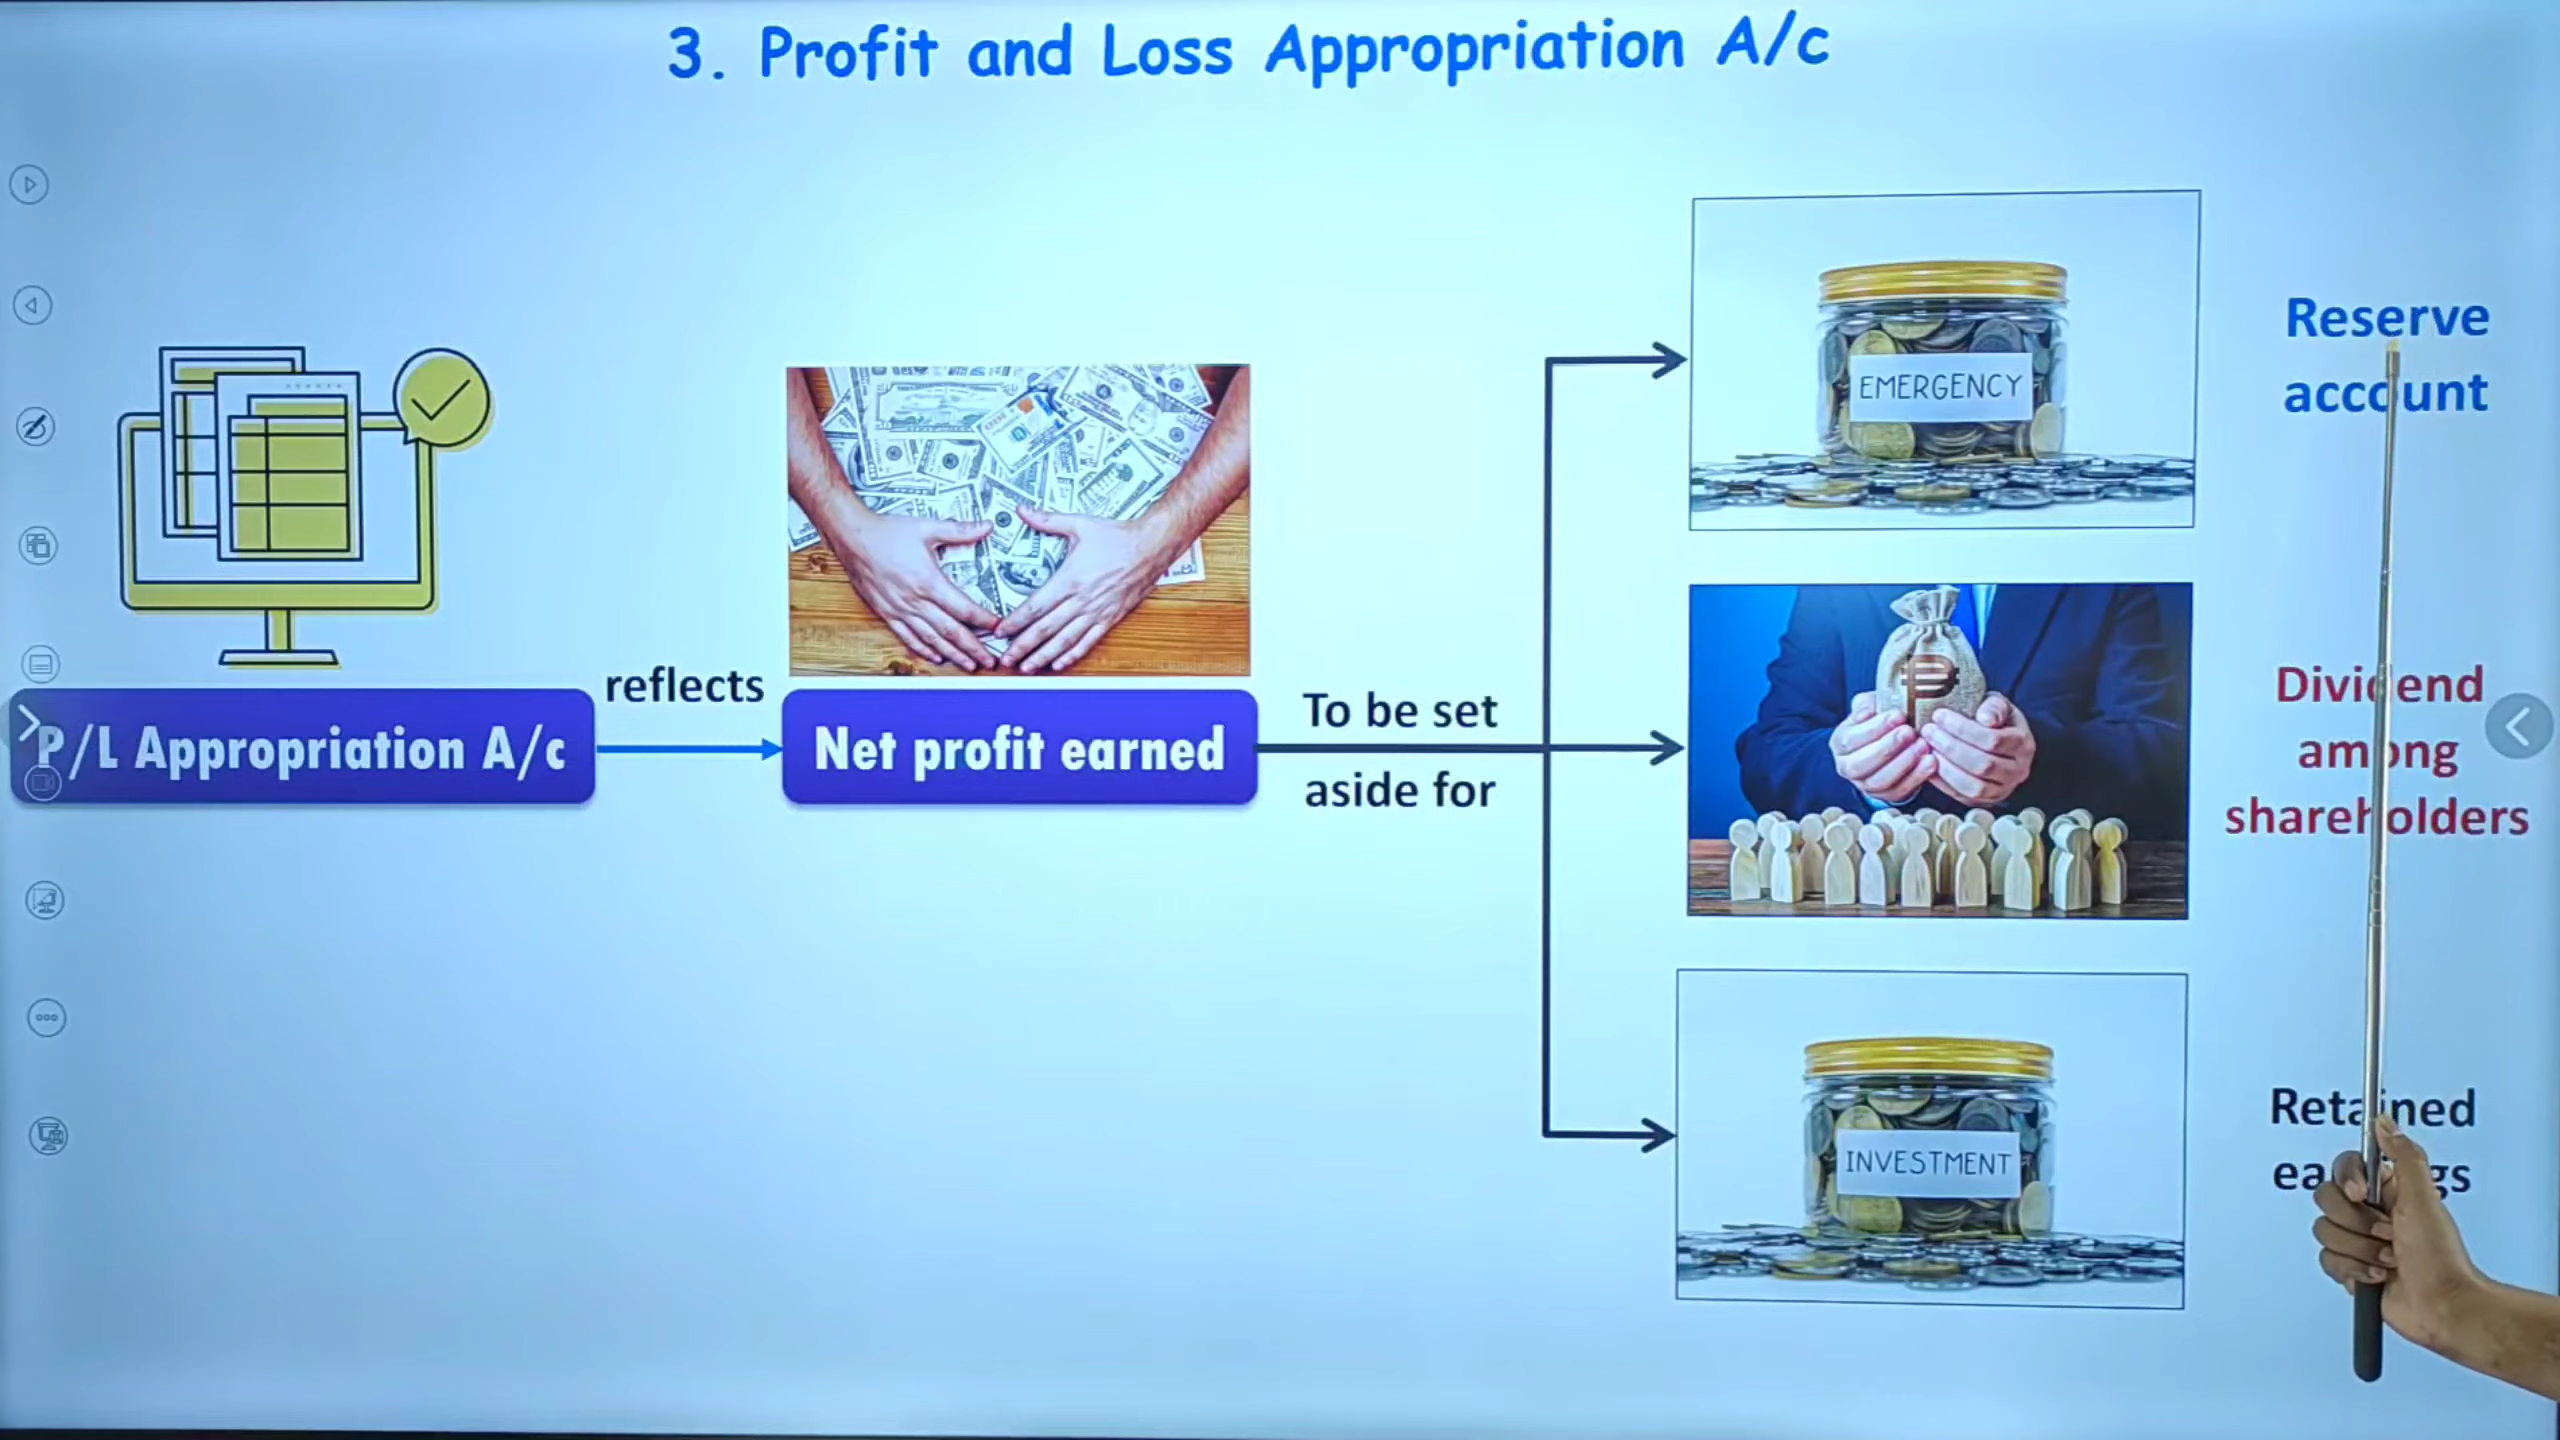 3. Profit and Loss Appropriation A/c
EMERGENCY
Reserve
account
reflects
P/L Appropriation A/c
Net profit earned
To be set
aside for
Dividend
among
shareholders
INVESTMENT
Retained